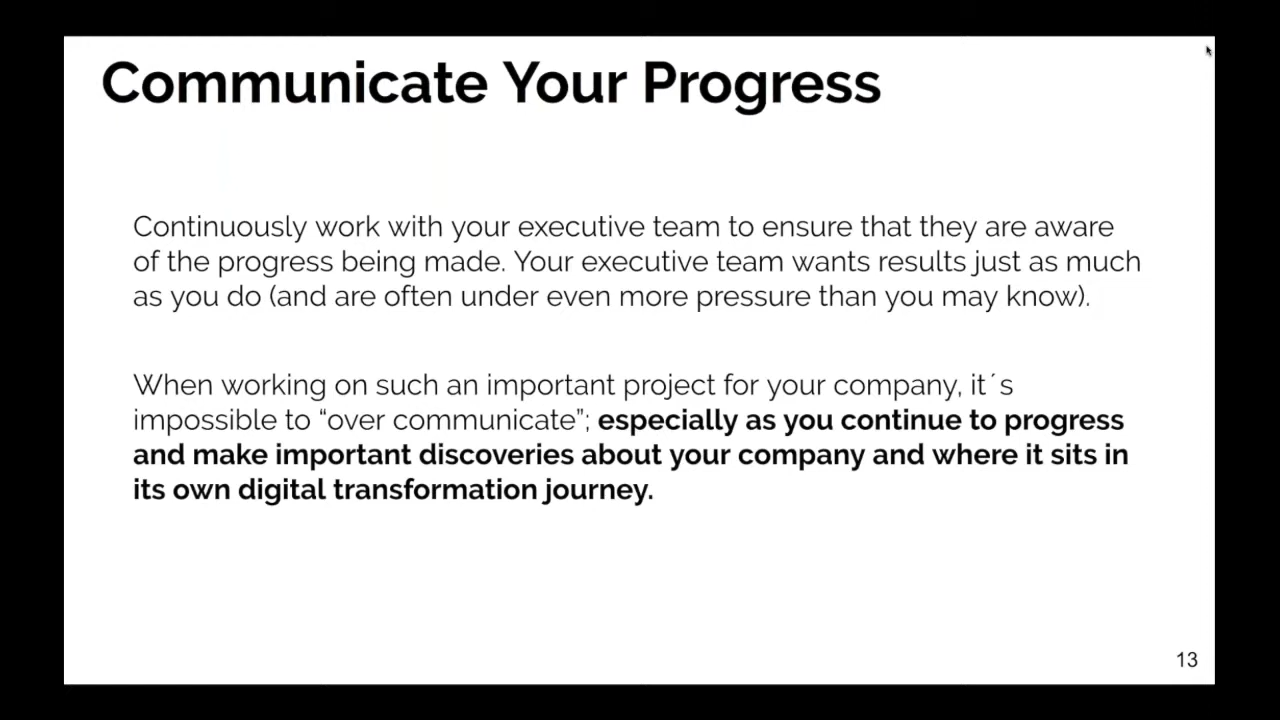 Communicate Your Progress
Continuously work with your executive team to ensure that they are aware
of the progress being made. Your executive team wants results just as much
as you do (and are often under even more pressure than you may know).
When working on such an important project for your company, it´s
impossible to “over communicate”; especially as you continue to progress
and make important discoveries about your company and where it sits in
its own digital transformation journey.
13